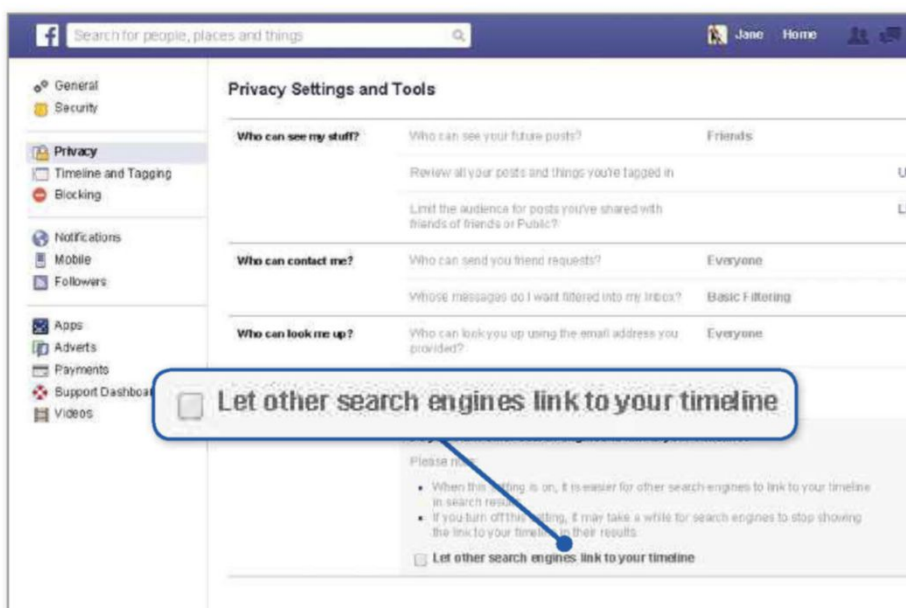 f
Search for people, places and things
Jane Home
General
Security
Privacy
Timeline and Tagging
Blocking
Notifications
Mobile
Followers
Apps
Adverts
Payments
Support Dashboa
Videos
Privacy Settings and Tools
Who can see my stuff? Who can see your future posts? Friends
Review all your posts and things you're tagged in U
Limit the audience for posts you've shared with L
friends of friends or Public?
Who can contact me? Who can send you friend requests? Everyone
Whose messages do I want filtered into my Inbox? Basic Filtering
Who can look me up? Who can look you up using the email address you Everyone
provided?
Let other search engines link to your timeline
Please
When this setting is on, it is easier for other search engines to link to your timeline
in search results
If you turn off this setting, it may take a while for search engines to stop showing
the link to your timeline in their results.
Let other search engines link to your timeline